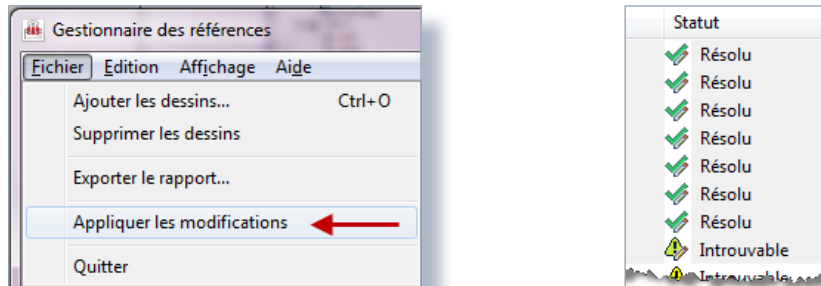 Gestionnaire des références
Fichier Edition Affichage Aide
Ajouter les dessins... Ctrl+O
Supprimer les dessins
Exporter le rapport...
Appliquer les modifications
Quitter
Statut
Résolu
Résolu
Résolu
Résolu
Résolu
Résolu
Résolu
Introuvable
Introuvable